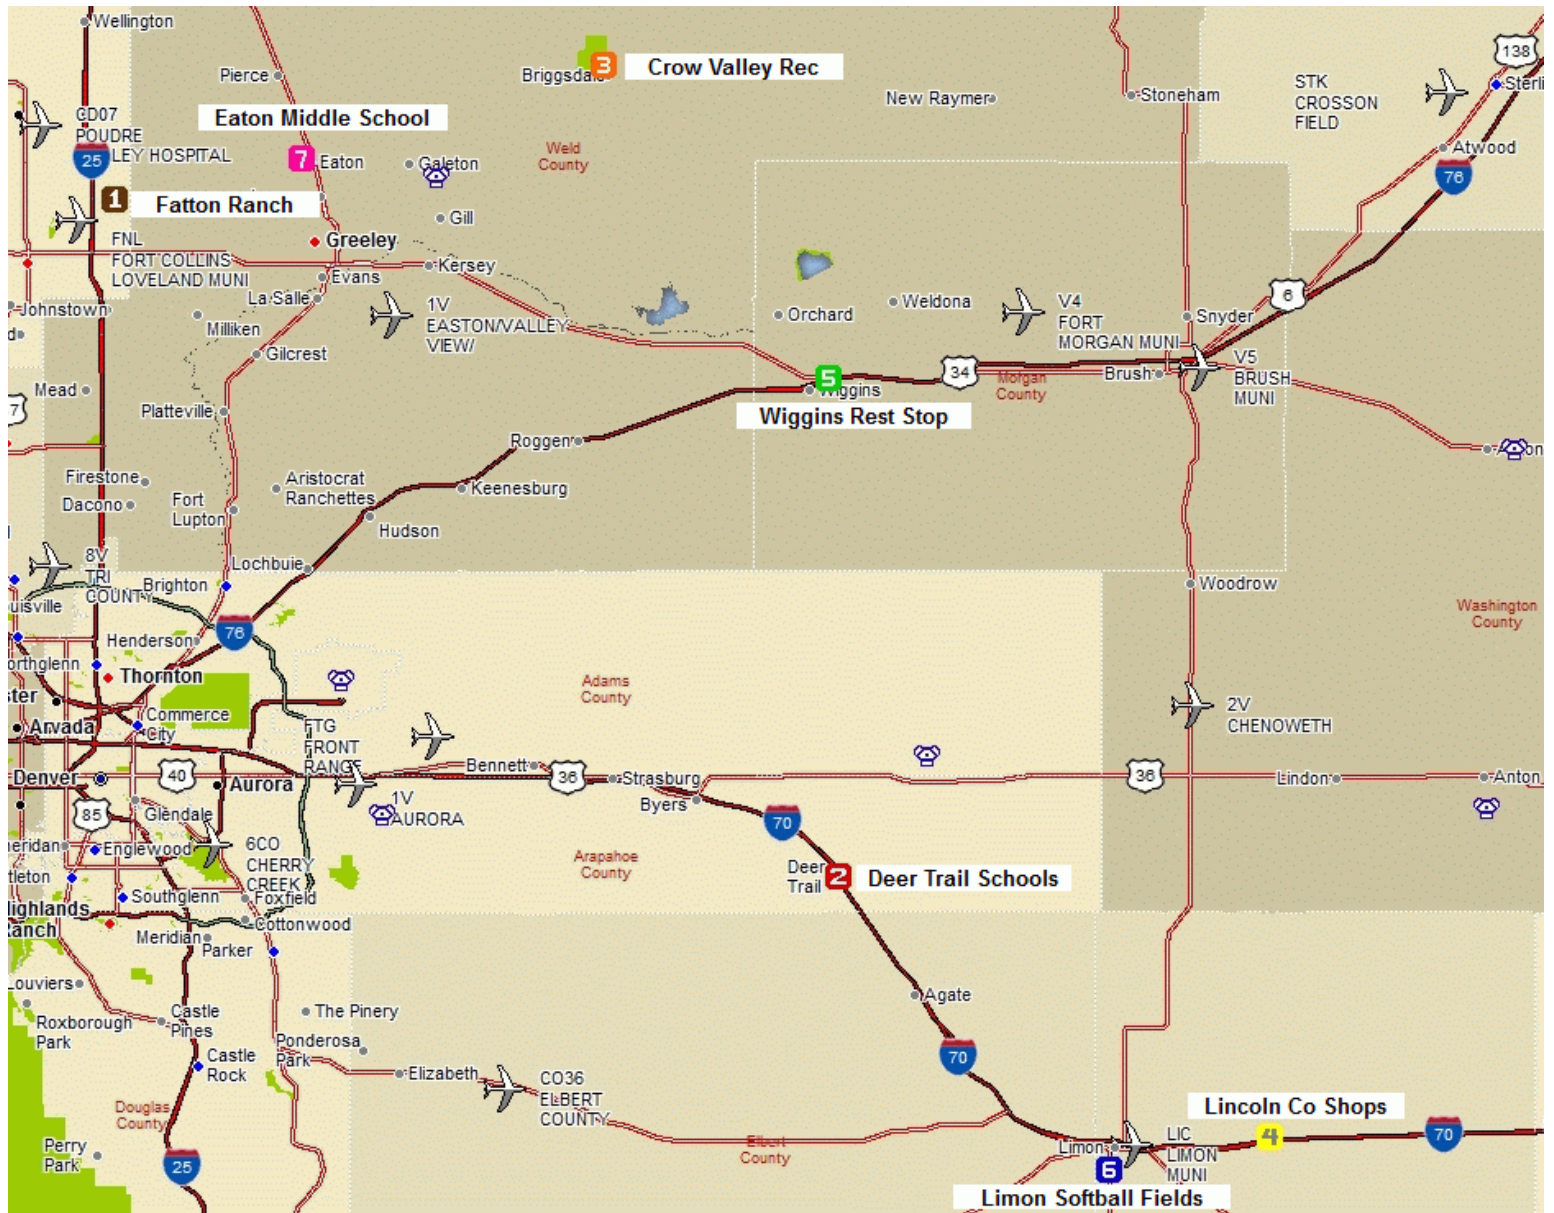 Wellington
138
Pierce
Crow Valley Rec
3
New Raymer
Stoneham
STK
CROSSON
FIELD
Eaton Middle School
CD07
POUDRE
LEY HOSPITAL
25
7
Eaton
Galeton
Weld
County
Atwood
76
1
Fatton Ranch
Gill
FNL
FORT COLLINS
LOVELAND MUNI
Greeley
Evans
Kersey
La Salle
6
Johnstown
Milliken
1V
EASTON/VALLEY
VIEW/
Orchard
Weldona
V4
FORT
MORGAN MUNI
Snyder
Gilcrest
V5
BRUSH
MUNI
Mead
5
Wiggins
34
Morgan
County
Brush
7
Platteville
Wiggins Rest Stop
Roggen
Firestone
Dacono
Aristocrat
Ranchettes
Keenesburg
Fort
Lupton
Hudson
8V
TRI
COUNTY
Lochbuie
Brighton
Woodrow
uisville
Washington
County
76
Henderson
orthglenn
Thornton
Adams
County
ster
Commerce
City
Arvada
FTG
FRONT
RANGE
2V
CHENOWETH
Bennett
36
Strasburg
36
Lindon
Anton
Denver
40
Aurora
Byers
85
Glendale
1V
AURORA
70
Englewood
6CO
CHERRY
CREEK
Arapahoe
County
Deer
Trail
2
Deer Trail Schools
eridan
tleton
Southglenn
Foxfield
Highlands
Ranch
Cottonwood
Meridian
Parker
Louviers
Agate
Roxborough
Park
Castle
Pines
The Pinery
Ponderosa
Park
Castle
Rock
70
Elizabeth
CO36
ELBERT
COUNTY
Douglas
County
Lincoln Co Shops
Perry
Park
25
Elbert
County
Limon
LIC
LIMON
MUNI
4
70
6
Limon Softball Fields